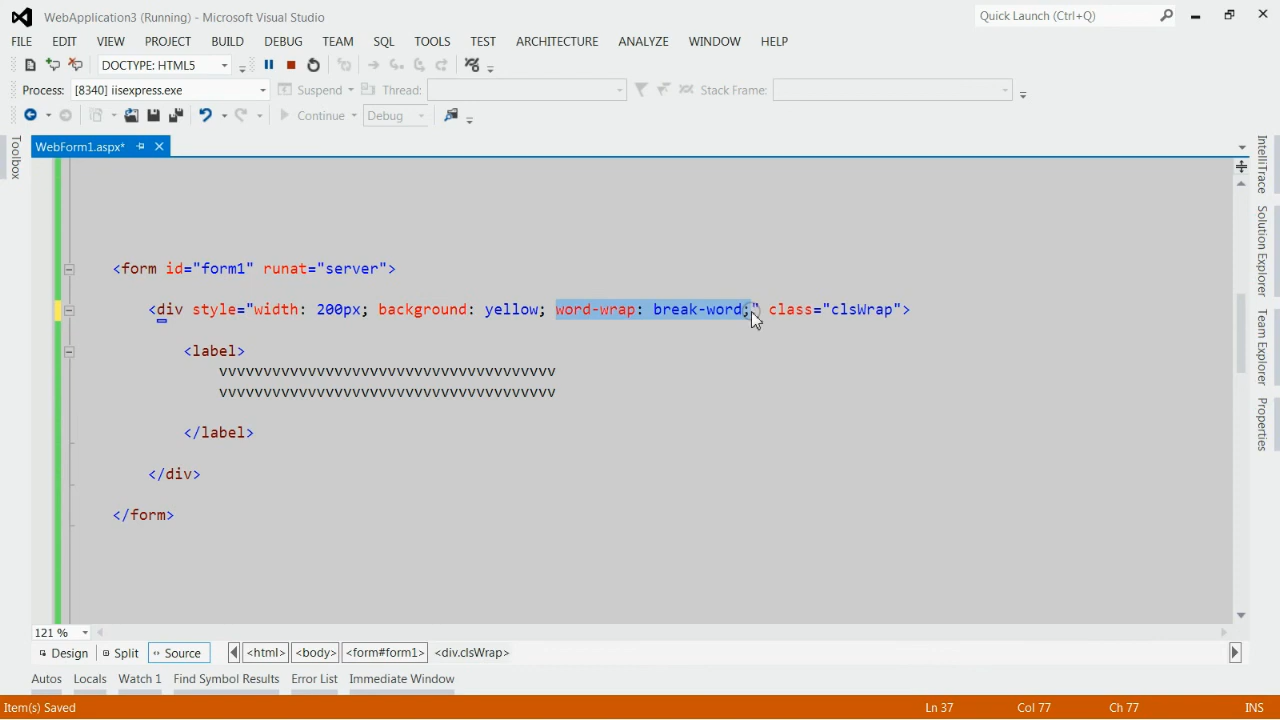 WebApplication3 (Running) - Microsoft Visual Studio
Quick Launch (Ctrl+Q)
FILE EDIT VIEW PROJECT BUILD DEBUG TEAM SQL TOOLS TEST ARCHITECTURE ANALYZE WINDOW HELP
DOCTYPE: HTML5
Process: [8340] iisexpress.exe Suspend Thread: Stack Frame:
Continue Debug
WebForm1.aspx*
Toolbox
<form id="form1" runat="server">
<div style="width: 200px; background: yellow; word-wrap: break-word;" class="clsWrap">
<label>
vvvvvvvvvvvvvvvvvvvvvvvvvvvvvvvvvvvvvv
vvvvvvvvvvvvvvvvvvvvvvvvvvvvvvvvvvvvvv
</label>
</div>
</form>
IntelliTrace
Solution Explorer
Team Explorer
Properties
121 %
Design Split Source <html> <body> <form#form1> <div.clsWrap>
Autos Locals Watch 1 Find Symbol Results Error List Immediate Window
Item(s) Saved Ln 37 Col 77 Ch 77 INS